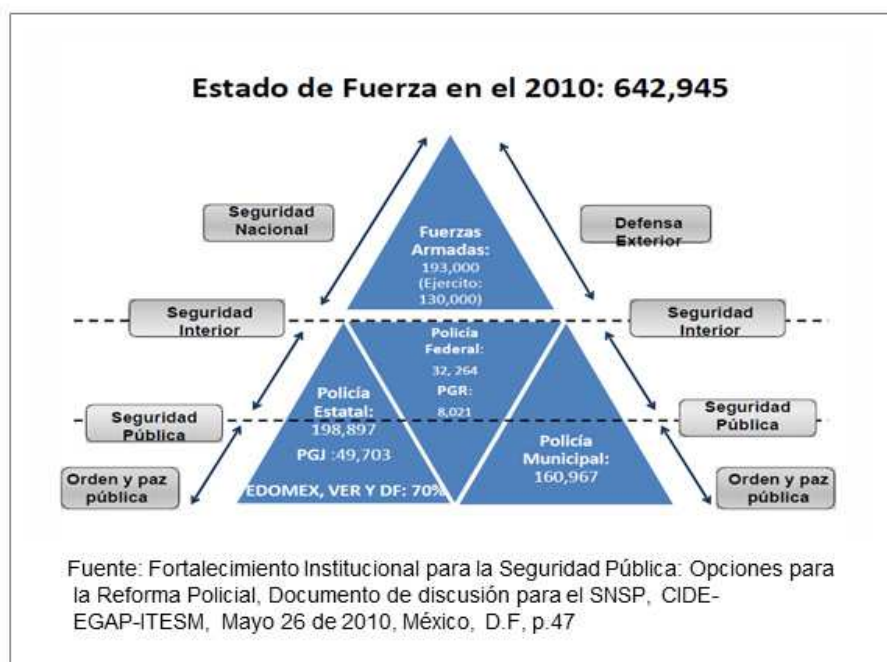 Estado de Fuerza en el 2010: 642,945
Seguridad
Nacional
Defensa
Exterior
Fuerzas
Armadas:
193,000
(Ejercito:
130,000)
Seguridad
Interior
Seguridad
Interior
Policía
Federal:
32, 264
PGR:
8,021
Policía
Estatal:
198,897
PGJ :49,703
EDOMEX, VER Y DF: 70%
Policía
Municipal:
160,967
Seguridad
Pública
Seguridad
Pública
Orden y paz
pública
Orden y paz
pública
Fuente: Fortalecimiento Institucional para la Seguridad Pública: Opciones para
la Reforma Policial, Documento de discusión para el SNSP, CIDE-
EGAP-ITESM, Mayo 26 de 2010, México, D.F, p.47